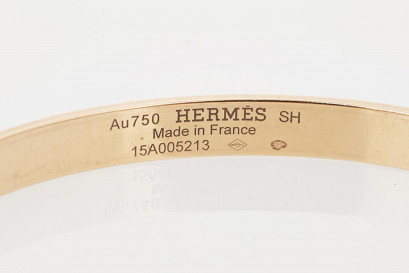 Au750 HERMÈS SH
Made in France
15A005213